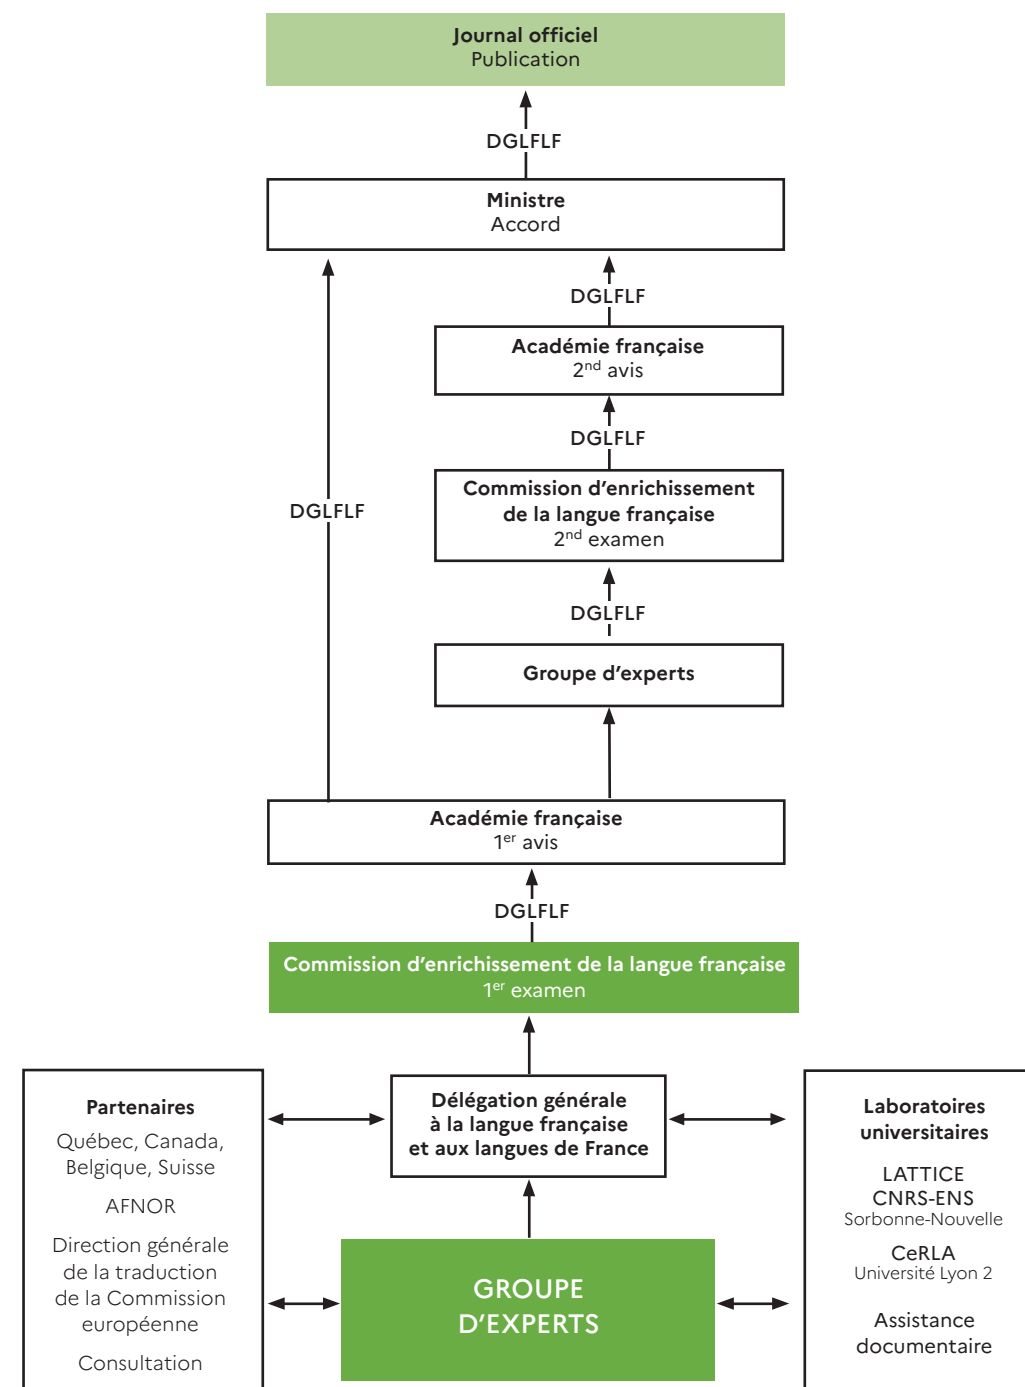 Journal officiel
Publication
DGLFLF
Ministre
Accord
DGLFLF
Académie française
2nd avis
DGLFLF
Commission d’enrichissement
de la langue française
2nd examen
DGLFLF
DGLFLF
Groupe d’experts
Académie française
1er avis
DGLFLF
Commission d’enrichissement de la langue française
1er examen
Partenaires
Québec, Canada,
Belgique, Suisse
AFNOR
Direction générale
de la traduction
de la Commission
européenne
Consultation
Délégation générale
à la langue française
et aux langues de France
GROUPE
D’EXPERTS
Laboratoires
universitaires
LATTICE
CNRS-ENS
Sorbonne-Nouvelle
CeRLA
Université Lyon 2
Assistance
documentaire